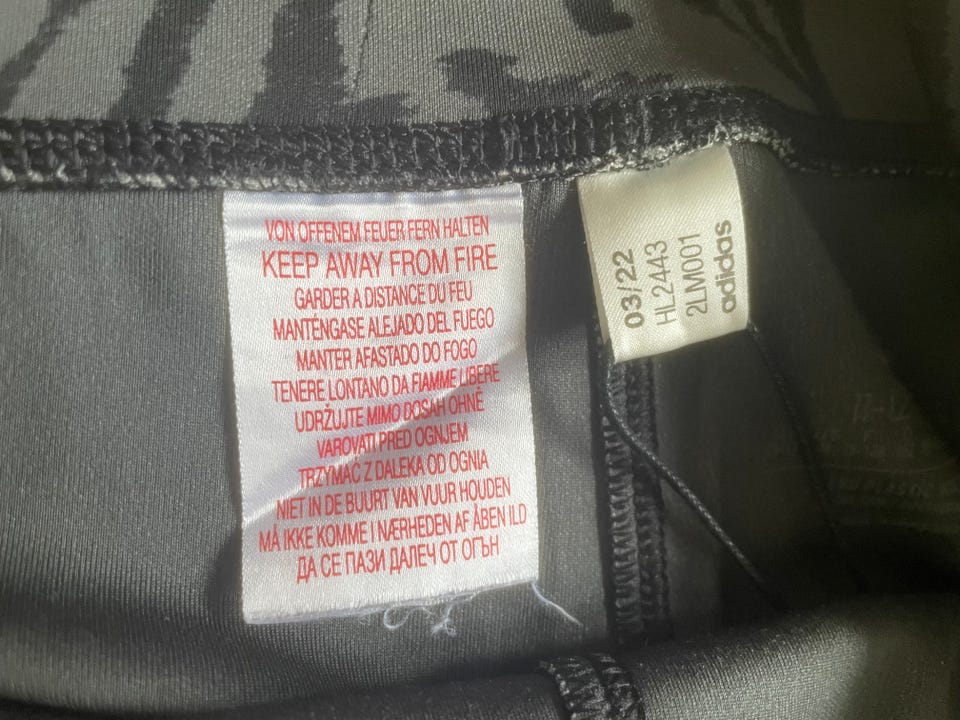 VON OFFENEM FEUER FERN HALTEN
KEEP AWAY FROM FIRE
GARDER A DISTANCE DU FEU
MANTÉNGASE ALEJADO DEL FUEGO
MANTER AFASTADO DO FOGO
TENERE LONTANO DA FIAMME LIBERE
UDRŽUJTE MIMO DOSAH OHNĚ
VAROVATI PRED OGNJEM
TRZYMAĆ Z DALEKA OD OGNIA
NIET IN DE BUURT VAN VUUR HOUDEN
MÅ IKKE KOMME I NÆRHEDEN AF ÅBEN ILD
ДА СЕ ПАЗИ ДАЛЕЧ ОТ ОГЪН
03/22
HL2443
2LM001
adidas